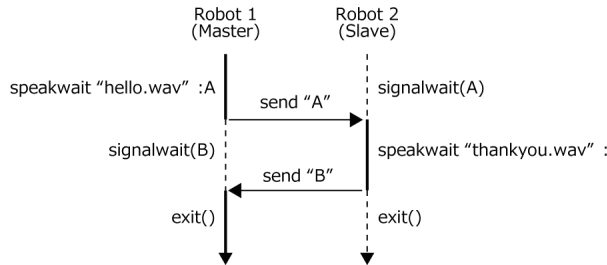 Robot 1
(Master)
Robot 2
(Slave)
speakwait “hello.wav” :A
signalwait(A)
send “A”
signalwait(B)
speakwait “thankyou.wav” :
send “B”
exit()
exit()